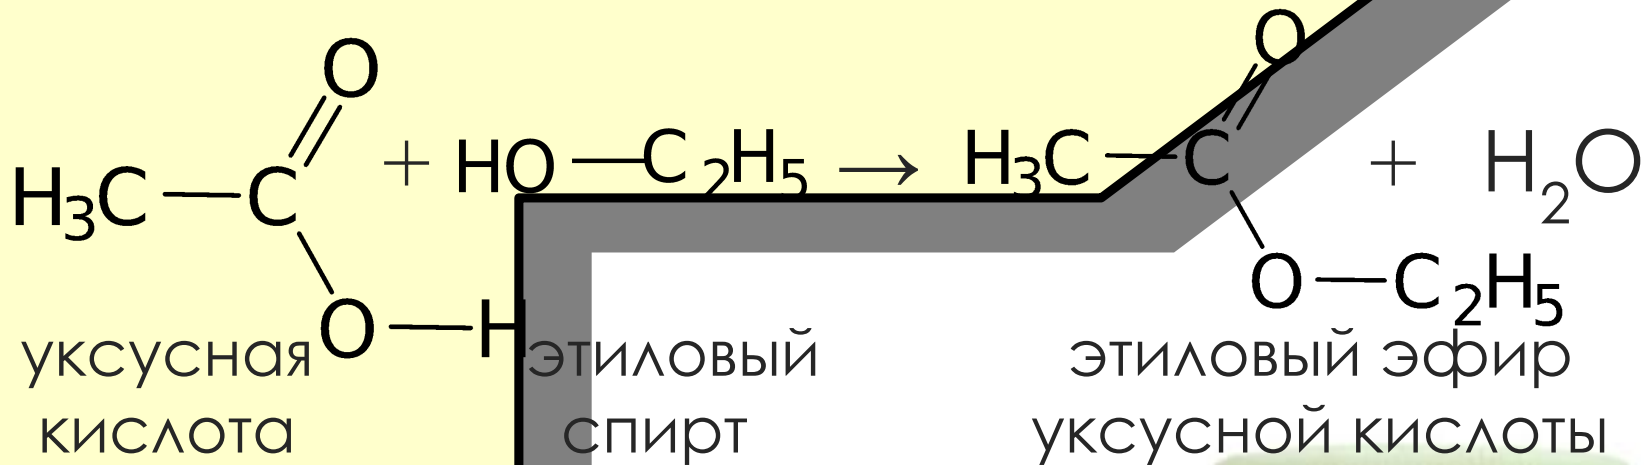 O O
H₃C — C + HO — C₂H₅ → H₃C — C + H₂O
O — H O — C₂H₅
уксусная этиловый этиловый эфир
кислота спирт уксусной кислоты